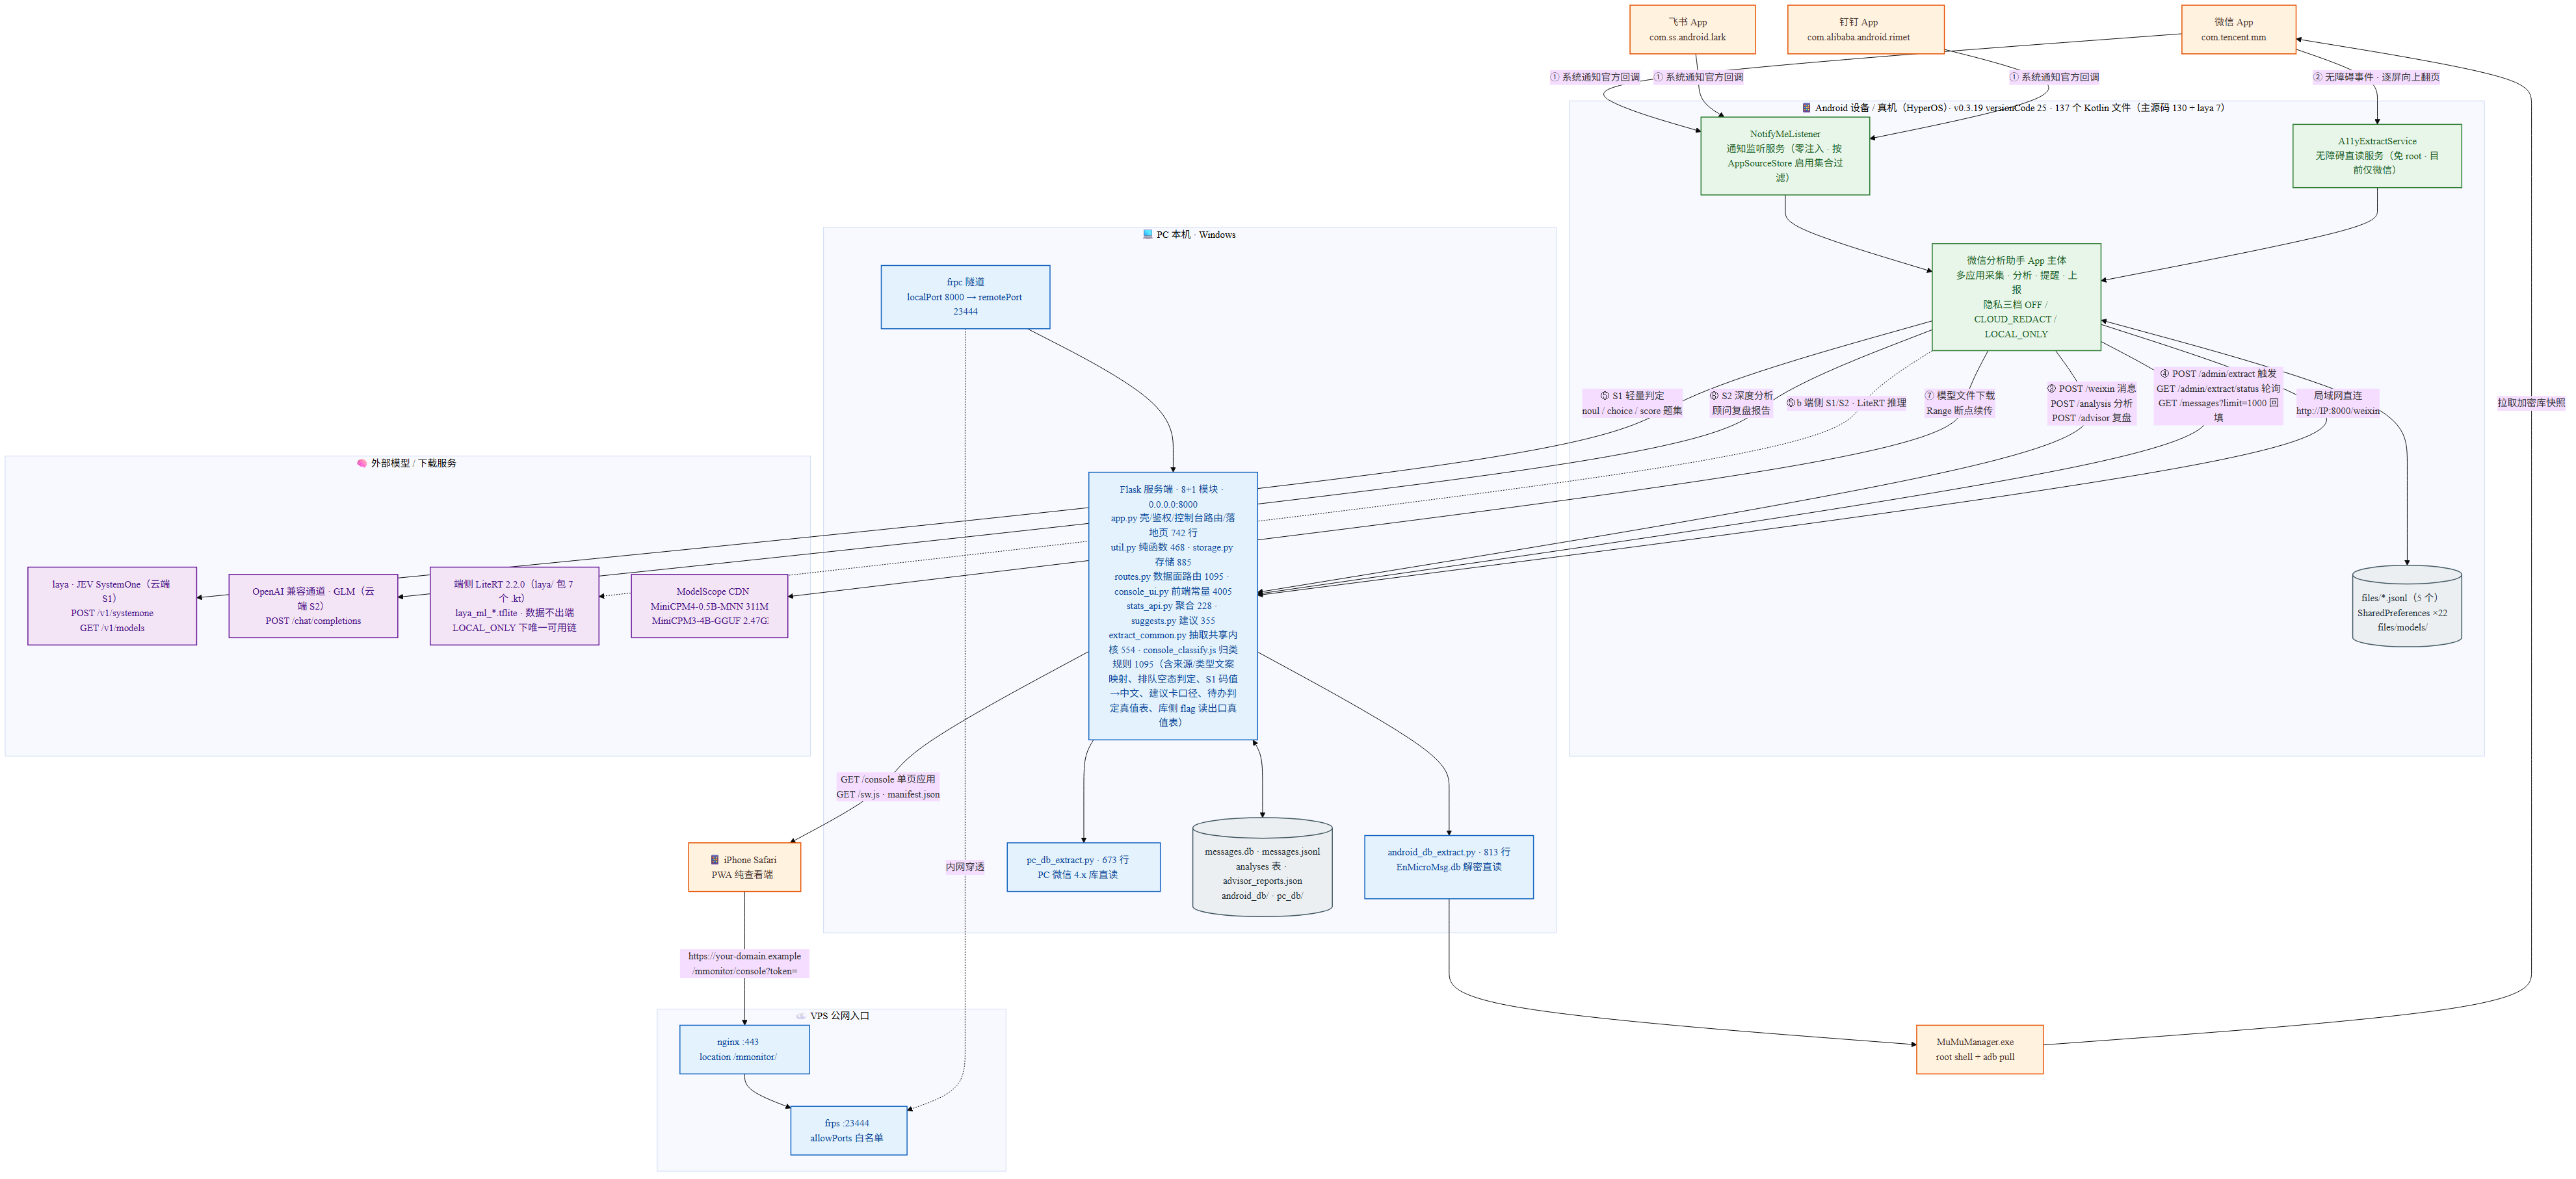 飞书 App
com.ss.android.lark
钉钉 App
com.alibaba.android.rimet
微信 App
com.tencent.mm
① 系统通知官方回调
① 系统通知官方回调
① 系统通知官方回调
② 无障碍事件 · 逐屏向上翻页
Android 设备 / 真机（HyperOS）· v0.3.19 versionCode 25 · 137 个 Kotlin 文件（主源码 130 + laya 7）
NotifyMeListener
通知监听服务（零注入 · 按
AppSourceStore 启用集合过
滤）
A11yExtractService
无障碍直读服务（免 root · 目
前仅微信）
微信分析助手 App 主体
多应用采集 · 分析 · 提醒 · 上
报
隐私三档 OFF /
CLOUD_REDACT /
LOCAL_ONLY
PC 本机 · Windows
frpc 隧道
localPort 8000 → remotePort
23444
⑤ S1 轻量判定
noul / choice / score 题集
⑥ S2 深度分析
顾问复盘报告
⑤b 端侧 S1/S2 · LiteRT 推理
⑦ 模型文件下载
Range 断点续传
③ POST /weixin 消息
POST /analysis 分析
POST /advisor 复盘
④ POST /admin/extract 触发
GET /admin/extract/status 轮询
GET /messages?limit=1000 回
填
局域网直连
http://IP:8000/weixin
拉取加密库快照
外部模型 / 下载服务
laya · JEV SystemOne（云端
S1）
POST /v1/systemone
GET /v1/models
OpenAI 兼容通道 · GLM（云
端 S2）
POST /chat/completions
端侧 LiteRT 2.2.0（laya/ 包 7
个 .kt）
laya_ml_*.tflite · 数据不出端
LOCAL_ONLY 下唯一可用链
ModelScope CDN
MiniCPM4-0.5B-MNN 311M
MiniCPM3-4B-GGUF 2.47G
Flask 服务端 · 8+1 模块 ·
0.0.0.0:8000
app.py 壳/鉴权/控制台路由/落
地页 742 行
util.py 纯函数 468 · storage.py
存储 885
routes.py 数据面路由 1095 ·
console_ui.py 前端常量 4005
stats_api.py 聚合 228 ·
suggests.py 建议 355
extract_common.py 抽取共享内
核 554 · console_classify.js 归类
规则 1095（含来源/类型文案
映射、排队空态判定、S1 码值
→中文、建议卡口径、待办判
定真值表、库侧 flag 读出口真
值表）
files/*.jsonl（5 个）
SharedPreferences ×22
files/models/
GET /console 单页应用
GET /sw.js · manifest.json
iPhone Safari
PWA 纯查看端
内网穿透
pc_db_extract.py · 673 行
PC 微信 4.x 库直读
messages.db · messages.jsonl
analyses 表 ·
advisor_reports.json
android_db/ · pc_db/
android_db_extract.py · 813 行
EnMicroMsg.db 解密直读
https://your-domain.example
/mmonitor/console?token=
VPS 公网入口
nginx :443
location /mmonitor/
frps :23444
allowPorts 白名单
MuMuManager.exe
root shell + adb pull